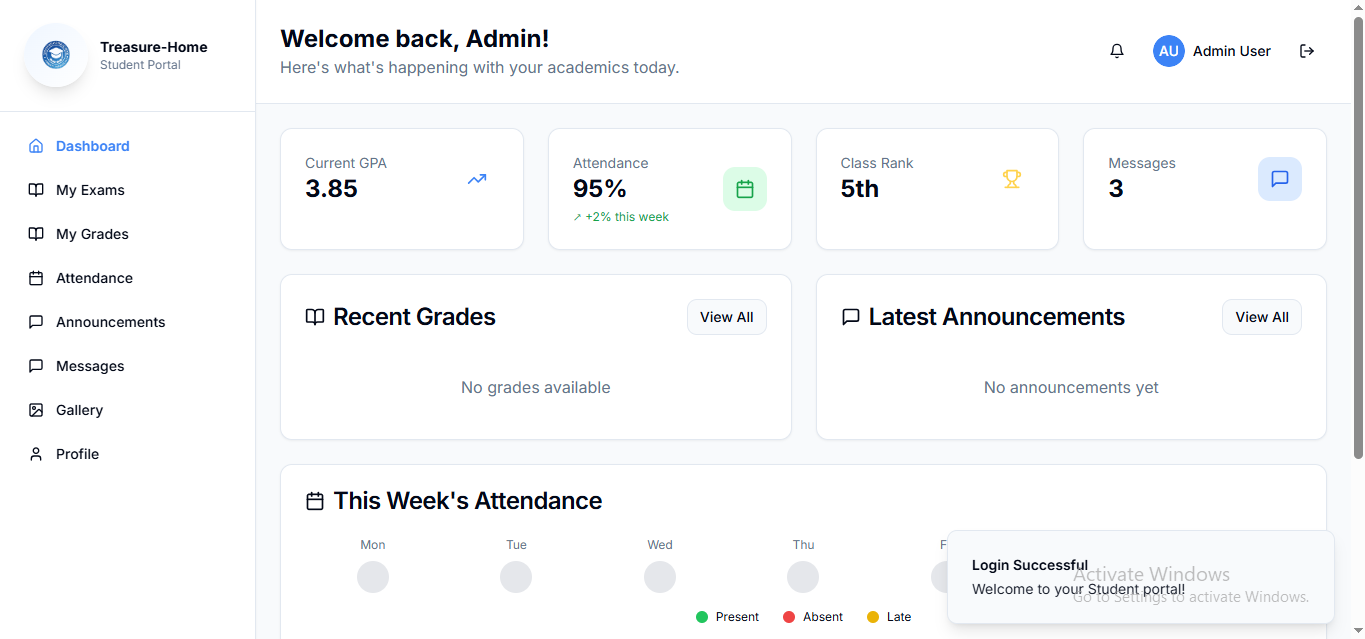 Treasure-Home
Student Portal
Dashboard
My Exams
My Grades
Attendance
Announcements
Messages
Gallery
Profile
Welcome back, Admin!
Here's what's happening with your academics today.
AU Admin User
Current GPA
3.85
Attendance
95%
↗ +2% this week
Class Rank
5th
Messages
3
Recent Grades
View All
No grades available
Latest Announcements
View All
No announcements yet
This Week's Attendance
Mon Tue Wed Thu
Present Absent Late
Login Successful
Welcome to your Student portal!
Activate Windows
Go to Settings to activate Windows.